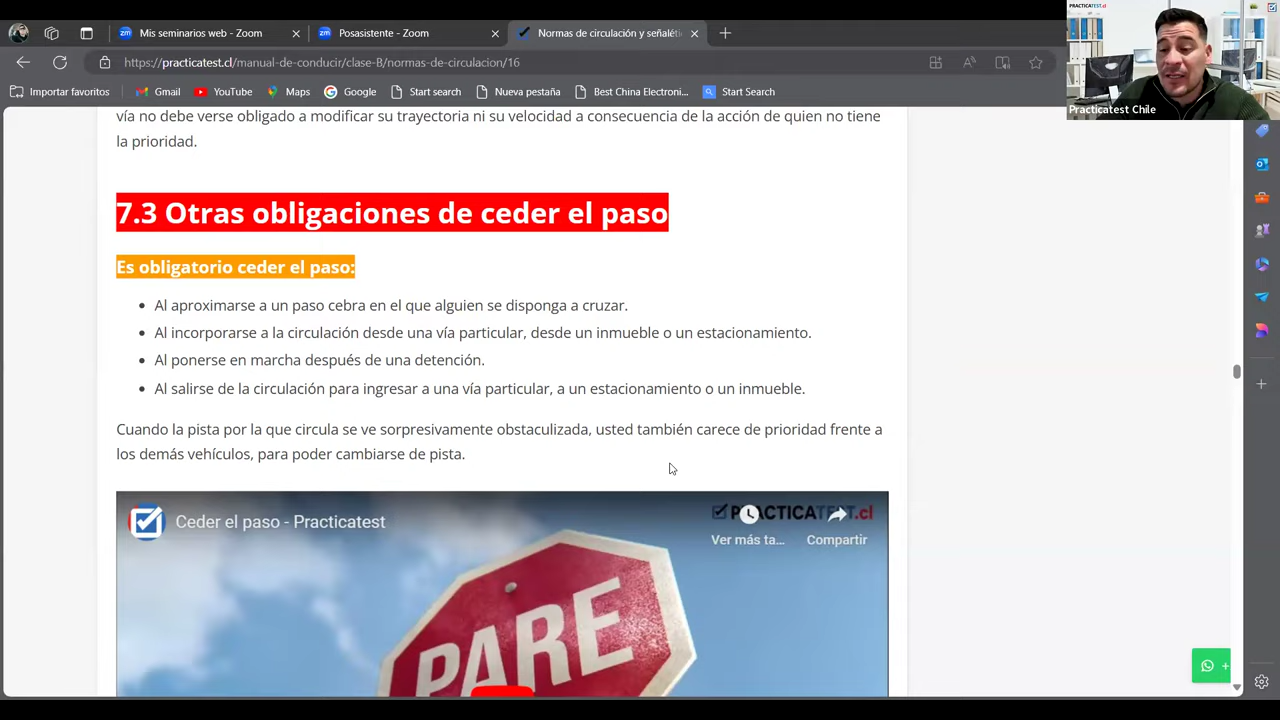 Mis seminarios web - Zoom
Posasistente - Zoom
Normas de circulación y señaléti
https://practicatest.cl/manual-de-conducir/clase-B/normas-de-circulacion/16
Importar favoritos
Gmail
YouTube
Maps
Google
Start search
Nueva pestaña
Best China Electroni...
Start Search
PRACTICATEST.cl
Practicatest Chile
vía no debe verse obligado a modificar su trayectoria ni su velocidad a consecuencia de la acción de quien no tiene
la prioridad.
7.3 Otras obligaciones de ceder el paso
Es obligatorio ceder el paso:
Al aproximarse a un paso cebra en el que alguien se disponga a cruzar.
Al incorporarse a la circulación desde una vía particular, desde un inmueble o un estacionamiento.
Al ponerse en marcha después de una detención.
Al salirse de la circulación para ingresar a una vía particular, a un estacionamiento o un inmueble.
Cuando la pista por la que circula se ve sorpresivamente obstaculizada, usted también carece de prioridad frente a
los demás vehículos, para poder cambiarse de pista.
Ceder el paso - Practicatest
PRACTICATEST.cl
Ver más ta...
Compartir
PARE